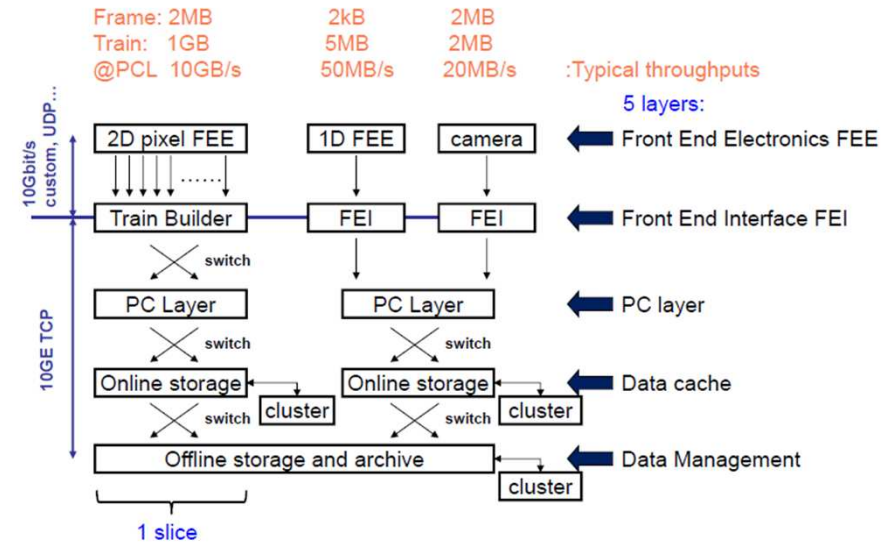 Frame: 2MB 2kB 2MB
Train: 1GB 5MB 2MB
@PCL 10GB/s 50MB/s 20MB/s :Typical throughputs
5 layers:
10Gbit/s
custom, UDP...
2D pixel FEE 1D FEE camera Front End Electronics FEE
......
Train Builder FEI FEI Front End Interface FEI
switch
10GE TCP
PC Layer PC Layer PC layer
switch switch
Online storage Online storage Data cache
cluster cluster
switch switch
Offline storage and archive Data Management
cluster
1 slice